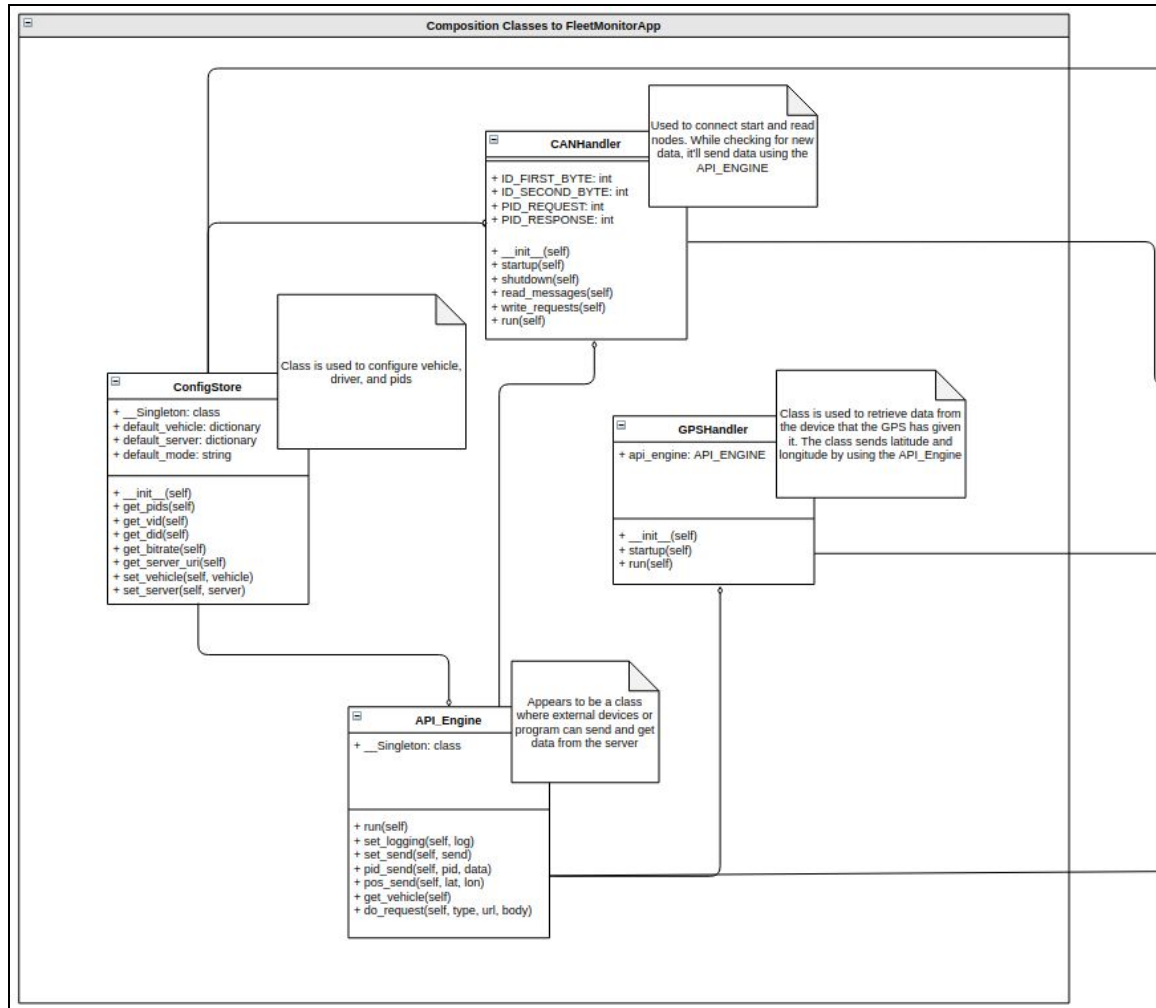 Composition Classes to FleetMonitorApp
CANHandler
+ ID_FIRST_BYTE: int
+ ID_SECOND_BYTE: int
+ PID_REQUEST: int
+ PID_RESPONSE: int
+ __init__(self)
+ startup(self)
+ shutdown(self)
+ read_messages(self)
+ write_requests(self)
+ run(self)
Used to connect start and read
nodes. While checking for new
data, it'll send data using the
API_ENGINE
ConfigStore
+ __Singleton: class
+ default_vehicle: dictionary
+ default_server: dictionary
+ default_mode: string
+ __init__(self)
+ get_pids(self)
+ get_vid(self)
+ get_did(self)
+ get_bitrate(self)
+ get_server_uri(self)
+ set_vehicle(self, vehicle)
+ set_server(self, server)
Class is used to configure vehicle,
driver, and pids
GPSHandler
+ api_engine: API_ENGINE
+ __init__(self)
+ startup(self)
+ run(self)
Class is used to retrieve data from
the device that the GPS has given
it. The class sends latitude and
longitude by using the API_Engine
API_Engine
+ __Singleton: class
+ run(self)
+ set_logging(self, log)
+ set_send(self, send)
+ pid_send(self, pid, data)
+ pos_send(self, lat, lon)
+ get_vehicle(self)
+ do_request(self, type, url, body)
Appears to be a class
where external devices or
program can send and get
data from the server